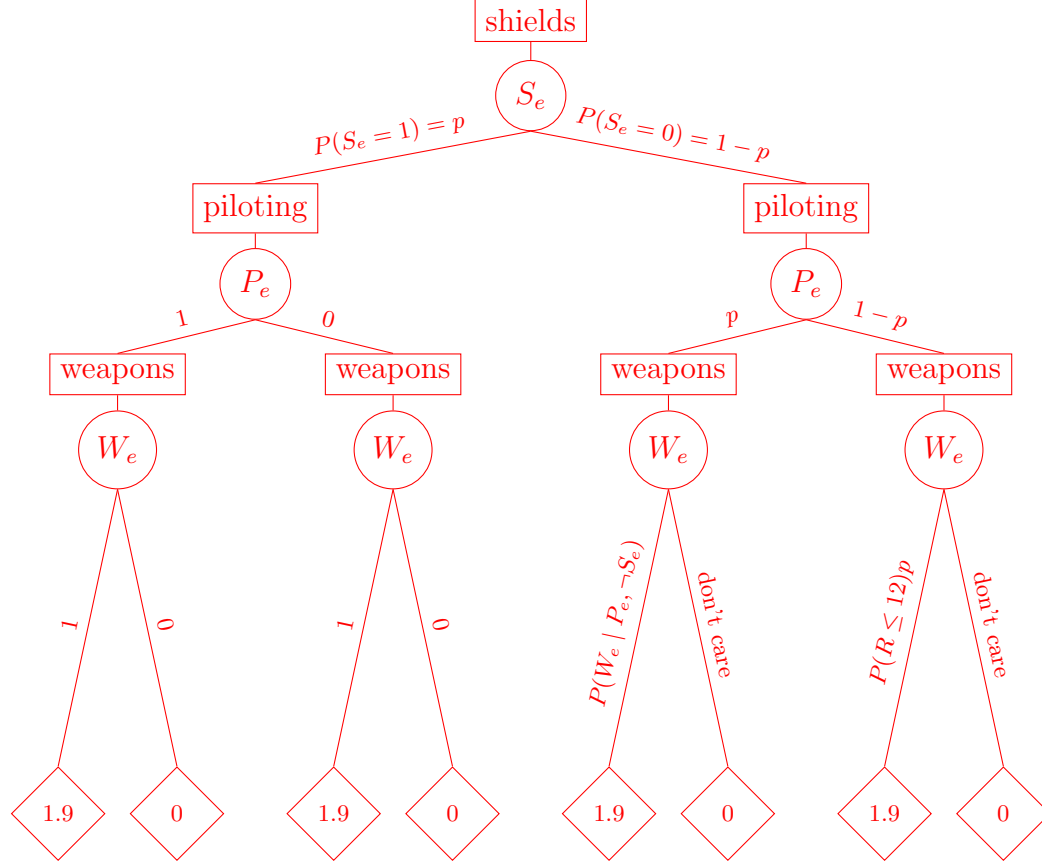 shields
S_e
P(S_e = 1) = p
P(S_e = 0) = 1 − p
piloting
piloting
P_e
P_e
1
0
p
1 − p
weapons
weapons
weapons
weapons
W_e
W_e
W_e
W_e
1
0
1
0
P(W_e | P_e, ¬S_e)
don't care
P(R ≤ 12)p
don't care
1.9
0
1.9
0
1.9
0
1.9
0